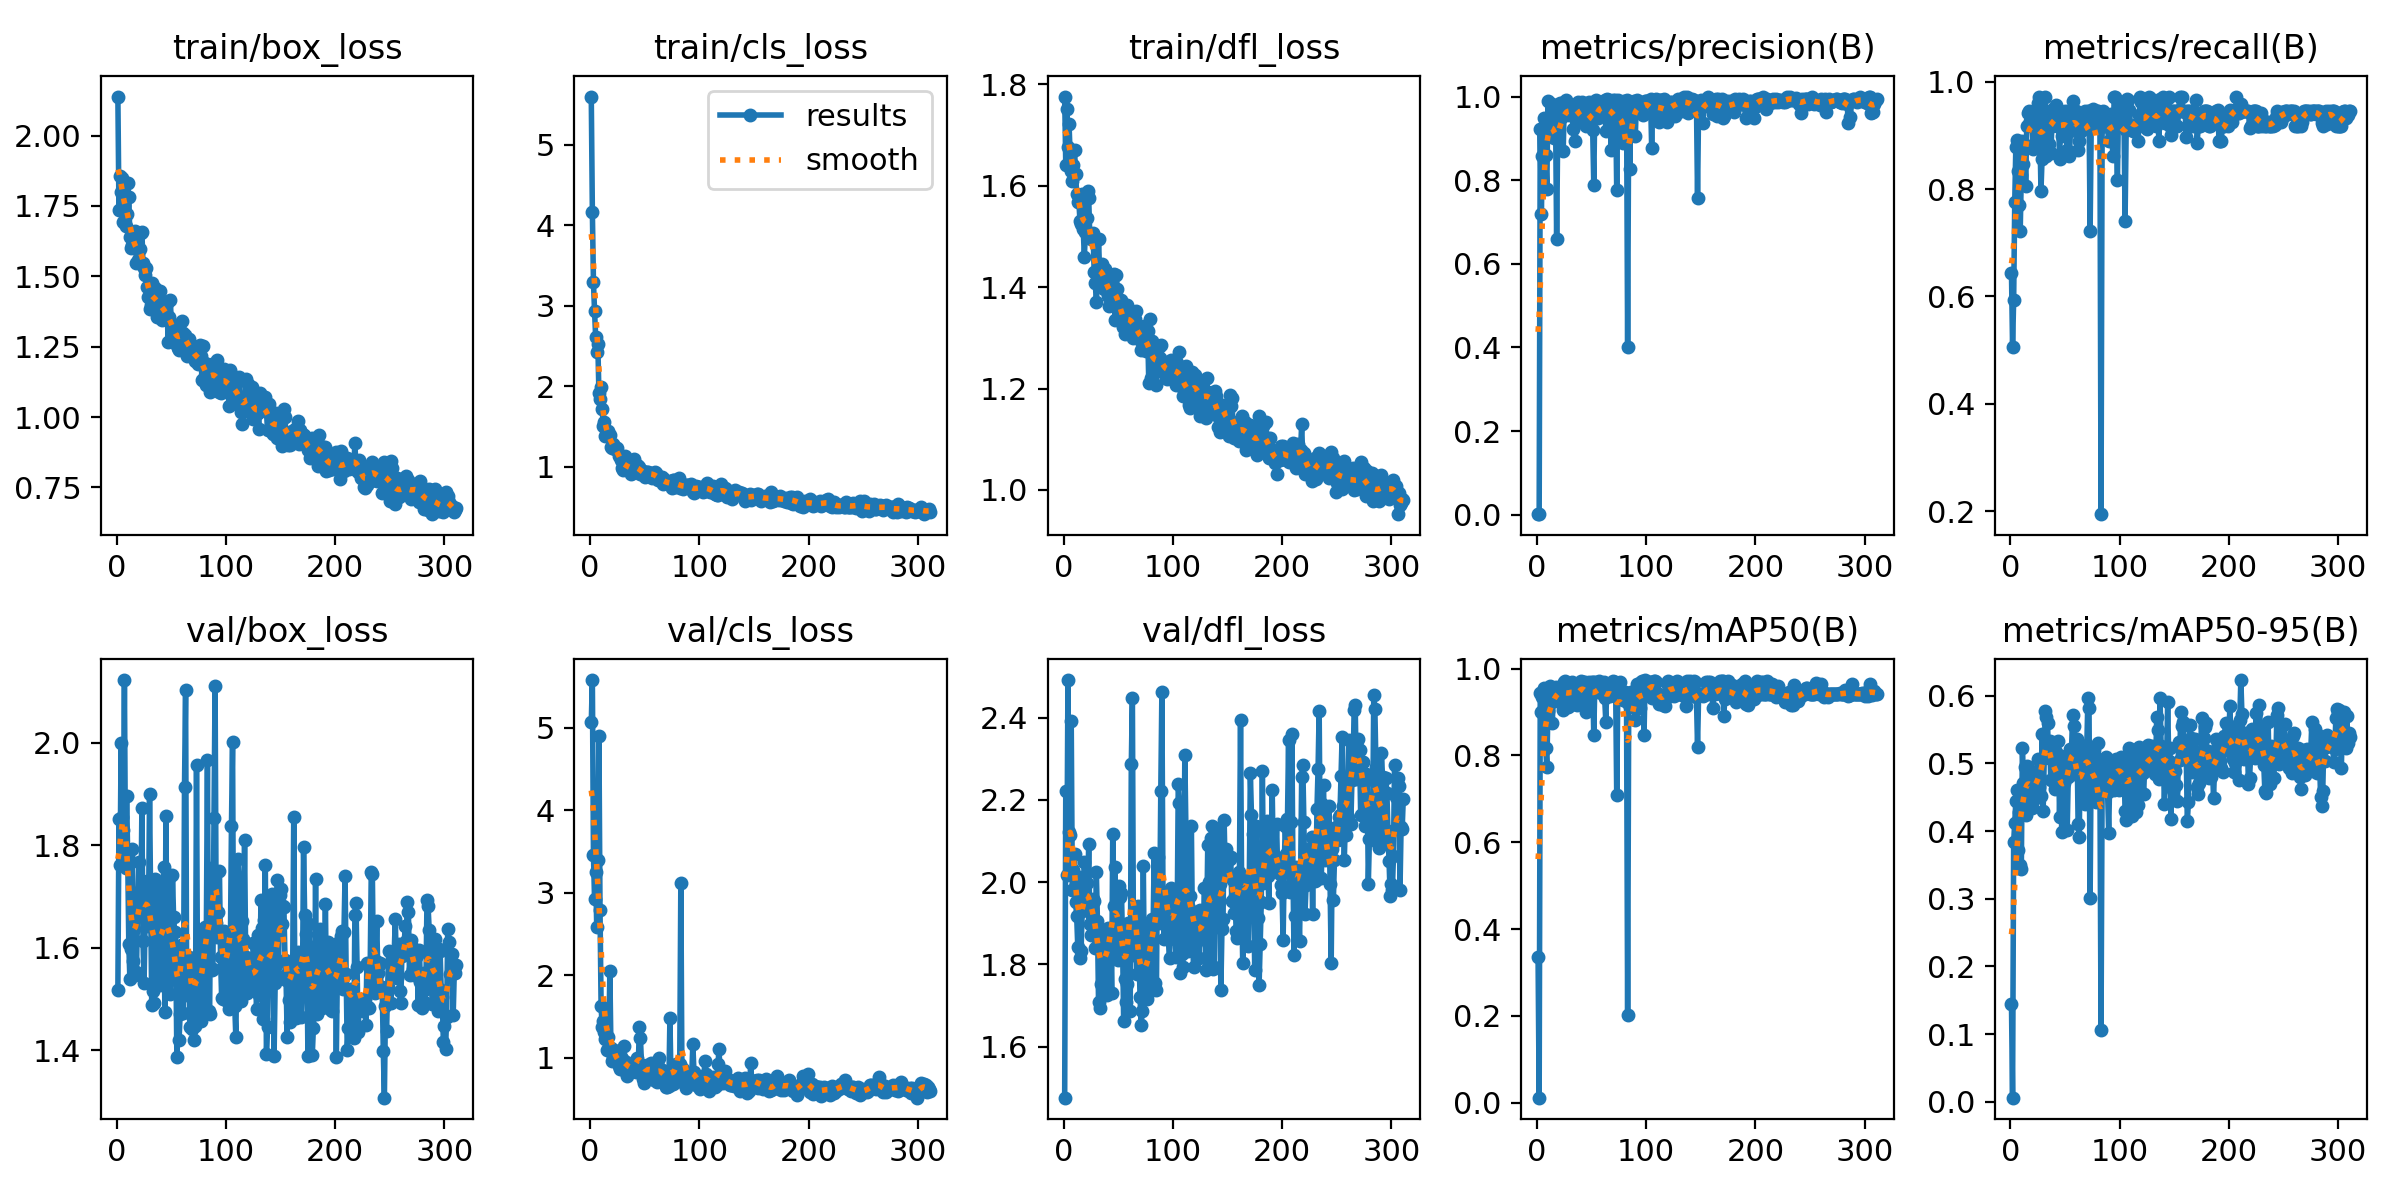 train/box_loss
2.00
1.75
1.50
1.25
1.00
0.75
0 100 200 300
train/cls_loss
results
smooth
5
4
3
2
1
0 100 200 300
train/dfl_loss
1.8
1.6
1.4
1.2
1.0
0 100 200 300
metrics/precision(B)
1.0
0.8
0.6
0.4
0.2
0.0
0 100 200 300
metrics/recall(B)
1.0
0.8
0.6
0.4
0.2
0 100 200 300
val/box_loss
2.0
1.8
1.6
1.4
0 100 200 300
val/cls_loss
5
4
3
2
1
0 100 200 300
val/dfl_loss
2.4
2.2
2.0
1.8
1.6
0 100 200 300
metrics/mAP50(B)
1.0
0.8
0.6
0.4
0.2
0.0
0 100 200 300
metrics/mAP50-95(B)
0.6
0.5
0.4
0.3
0.2
0.1
0.0
0 100 200 300